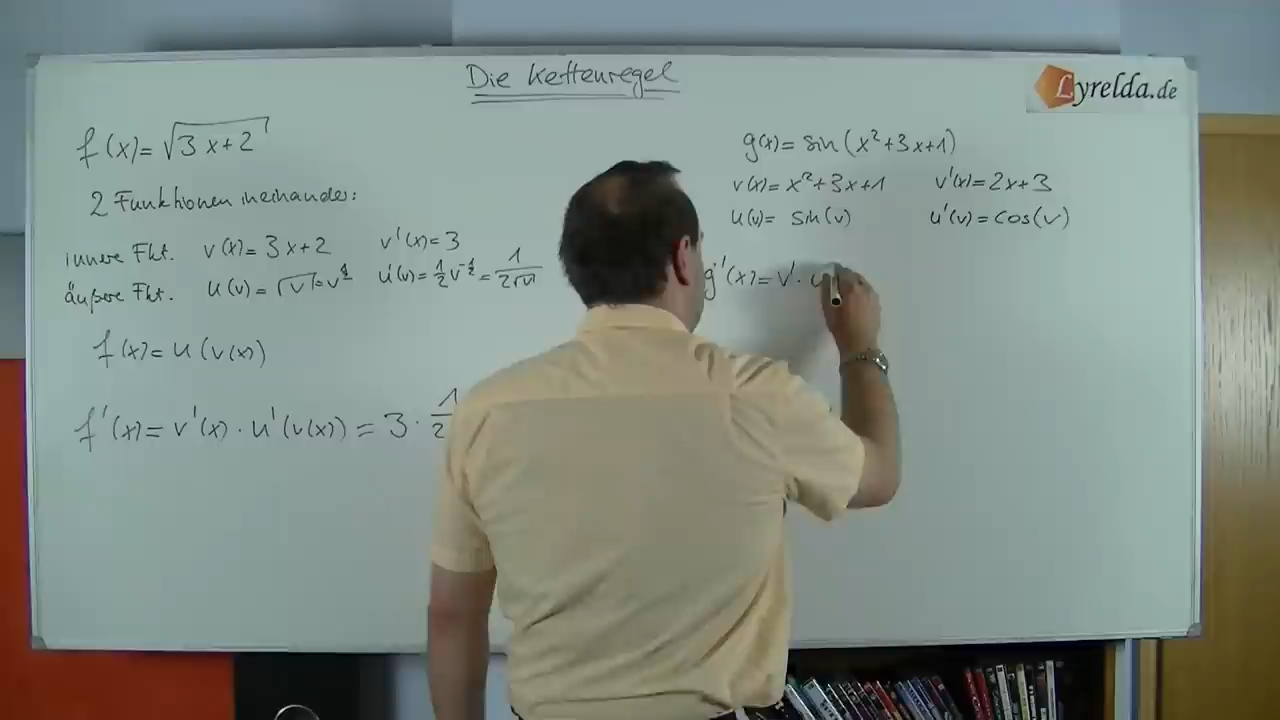 Die Kettenregel
Lyrelda.de
f(x)=√(3x+2)
2 Funktionen ineinander:
innere Fkt. v(x)=3x+2 v'(x)=3
äußere Fkt. u(v)=√v=v^½ u'(v)=½v^-½=1/(2√v)
f(x)=u(v(x))
f'(x)=v'(x)·u'(v(x))=3·1/2
g(x)=sin(x²+3x+1)
v(x)=x²+3x+1 v'(x)=2x+3
u(v)=sin(v) u'(v)=cos(v)
g'(x)=v'·u